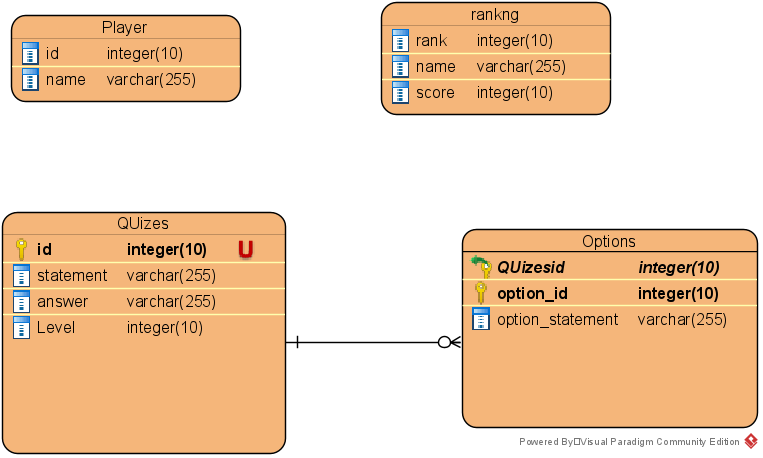 Player
id integer(10)
name varchar(255)
rankng
rank integer(10)
name varchar(255)
score integer(10)
QUizes
id integer(10) U
statement varchar(255)
answer varchar(255)
Level integer(10)
Options
QUizesid integer(10)
option_id integer(10)
option_statement varchar(255)
Powered By□Visual Paradigm Community Edition